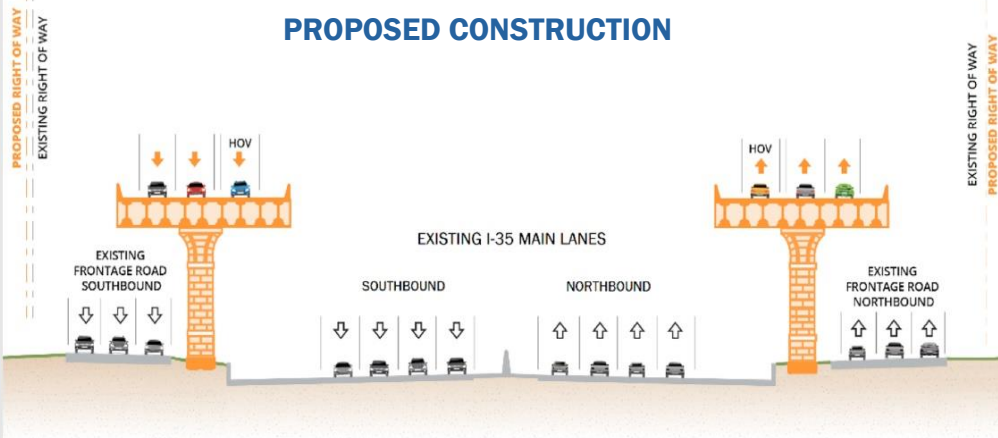 PROPOSED CONSTRUCTION
PROPOSED RIGHT OF WAY
EXISTING RIGHT OF WAY
HOV
HOV
EXISTING RIGHT OF WAY
PROPOSED RIGHT OF WAY
EXISTING I-35 MAIN LANES
EXISTING
FRONTAGE ROAD
SOUTHBOUND
SOUTHBOUND
NORTHBOUND
EXISTING
FRONTAGE ROAD
NORTHBOUND